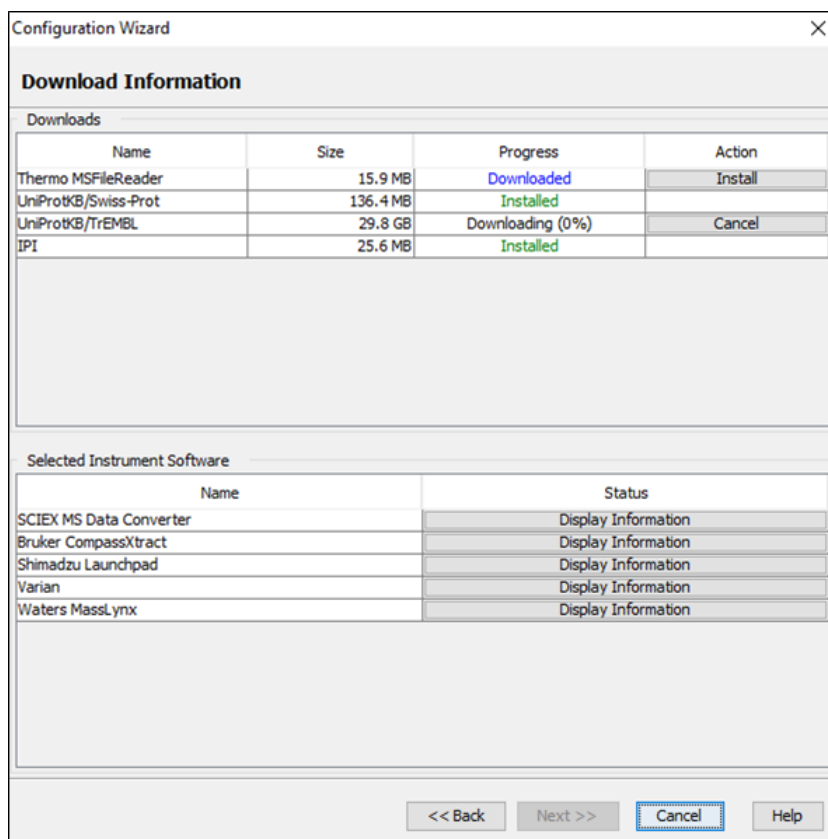 Configuration Wizard
Download Information
Downloads
Name Size Progress Action
Thermo MSFileReader 15.9 MB Downloaded Install
UniProtKB/Swiss-Prot 136.4 MB Installed
UniProtKB/TrEMBL 29.8 GB Downloading (0%) Cancel
IPI 25.6 MB Installed
Selected Instrument Software
Name Status
SCIEX MS Data Converter Display Information
Bruker CompassXtract Display Information
Shimadzu Launchpad Display Information
Varian Display Information
Waters MassLynx Display Information
<< Back Next >> Cancel Help